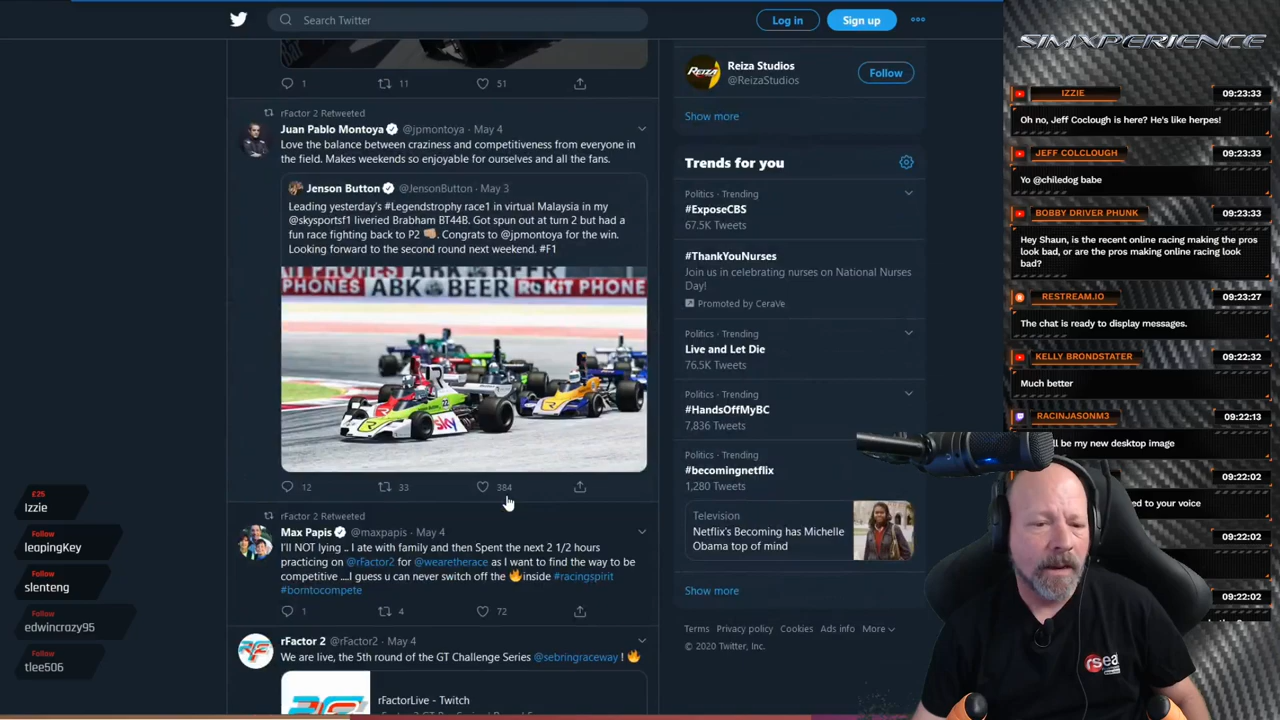 Search Twitter
Log in
Sign up
1
11
51
rFactor 2 Retweeted
Juan Pablo Montoya @jpmontoya · May 4
Love the balance between craziness and competitiveness from everyone in
the field. Makes weekends so enjoyable for ourselves and all the fans.
Jenson Button @JensonButton · May 3
Leading yesterday's #Legendstrophy race1 in virtual Malaysia in my
@skysportsf1 liveried Brabham BT44B. Got spun out at turn 2 but had a
fun race fighting back to P2 👊🏼. Congrats to @jpmontoya for the win.
Looking forward to the second round next weekend. #F1
PHONES ABK BEER ROKIT PHONE
sky
12
33
384
rFactor 2 Retweeted
Max Papis @maxpapis · May 4
I'll NOT lying .. I ate with family and then Spent the next 2 1/2 hours
practicing on @rFactor2 for @wearetherace as I want to find the way to be
competitive ....I guess u can never switch off the 🔥inside #racingspirit
#borntocompete
1
4
72
rFactor 2 @rFactor2 · May 4
We are live, the 5th round of the GT Challenge Series @sebringraceway ! 🔥
rFactorLive - Twitch
REIZA
Reiza Studios
@ReizaStudios
Follow
Show more
Trends for you
Politics · Trending
#ExposeCBS
67.5K Tweets
#ThankYouNurses
Join us in celebrating nurses on National Nurses
Day!
Promoted by CeraVe
Politics · Trending
Live and Let Die
76.5K Tweets
Politics · Trending
#HandsOffMyBC
7,836 Tweets
Politics · Trending
#becomingnetflix
1,280 Tweets
Television
Netflix's Becoming has Michelle
Obama top of mind
Show more
Terms Privacy policy Cookies Ads info More
© 2020 Twitter, Inc.
£25
Izzie
Follow
leapingKey
Follow
slenteng
Follow
edwincrazy95
Follow
tlee506
SIMXPERIENCE
IZZIE
09:23:33
Oh no, Jeff Coclough is here? He's like herpes!
JEFF COLCLOUGH
09:23:33
Yo @chiledog babe
BOBBY DRIVER PHUNK
09:23:33
Hey Shaun, is the recent online racing making the pros
look bad, or are the pros making online racing look
bad?
RESTREAM.IO
09:23:27
The chat is ready to display messages.
KELLY BRONDSTATER
09:22:32
Much better
RACINJASONM3
09:22:13
be my new desktop image
09:22:02
to your voice
09:22:02
09:22:02
rsea